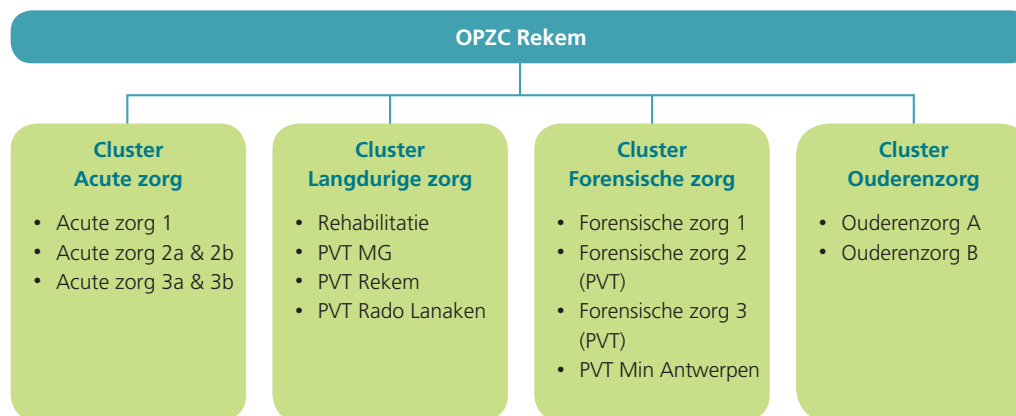 OPZC Rekem
Cluster
Acute zorg
• Acute zorg 1
• Acute zorg 2a & 2b
• Acute zorg 3a & 3b
Cluster
Langdurige zorg
• Rehabilitatie
• PVT MG
• PVT Rekem
• PVT Rado Lanaken
Cluster
Forensische zorg
• Forensische zorg 1
• Forensische zorg 2
(PVT)
• Forensische zorg 3
(PVT)
• PVT Min Antwerpen
Cluster
Ouderenzorg
• Ouderenzorg A
• Ouderenzorg B